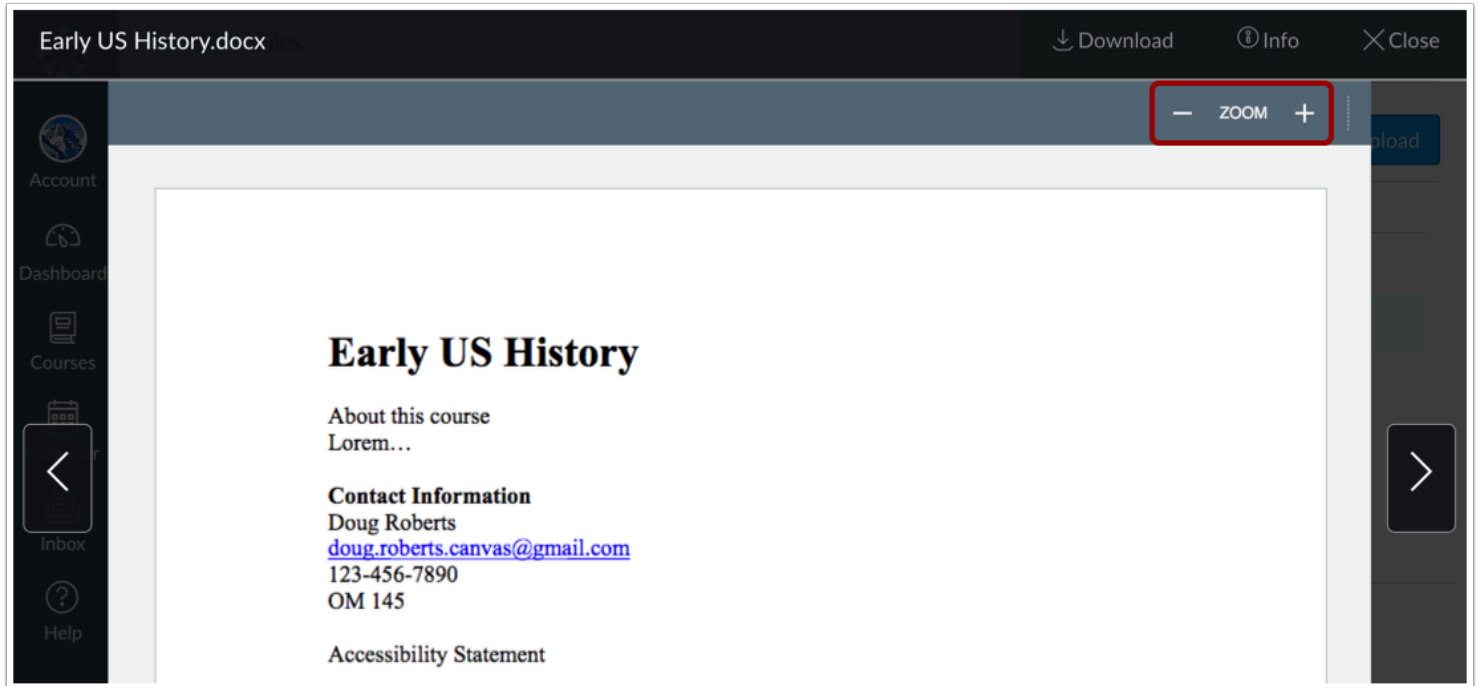 Early US History.docx
Download
Info
Close
ZOOM
Account
Dashboard
Courses
Inbox
Help
Early US History
About this course
Lorem…
Contact Information
Doug Roberts
doug.roberts.canvas@gmail.com
123-456-7890
OM 145
Accessibility Statement